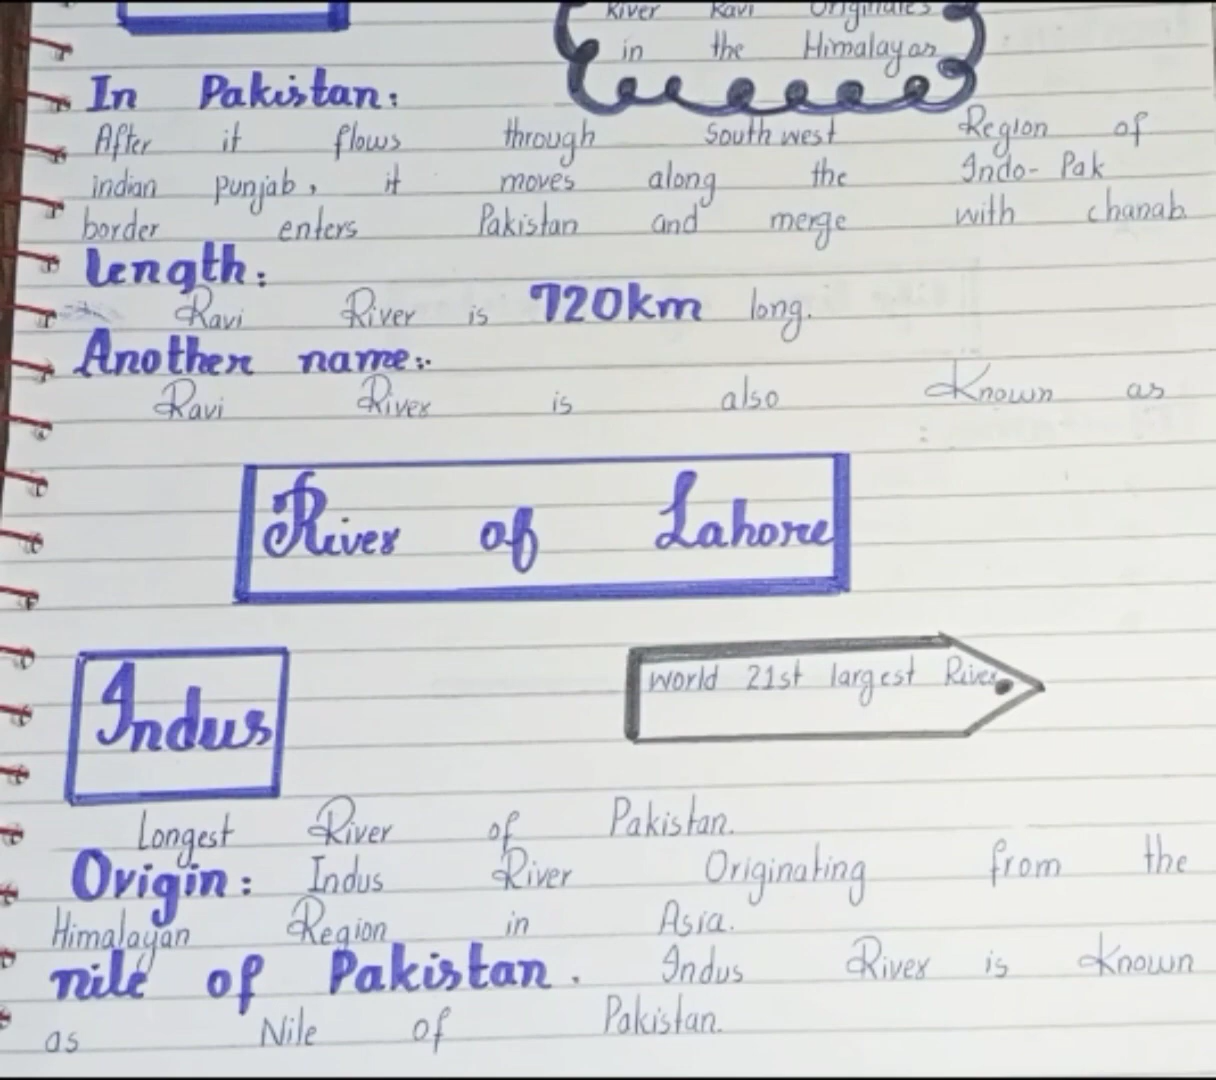 River Ravi Originates
in the Himalayas
In Pakistan:
After it flows through South west Region of
indian punjab, it moves along the Indo-Pak
border enters Pakistan and merge with chanab.
length:
Ravi River is 720km long.
Another name:-
Ravi River is also Known as
River of Lahore
Indus
World 21st largest River
Longest River of Pakistan.
Origin: Indus River Originating from the
Himalayan Region in Asia.
nile of Pakistan. Indus River is Known
as Nile of Pakistan.